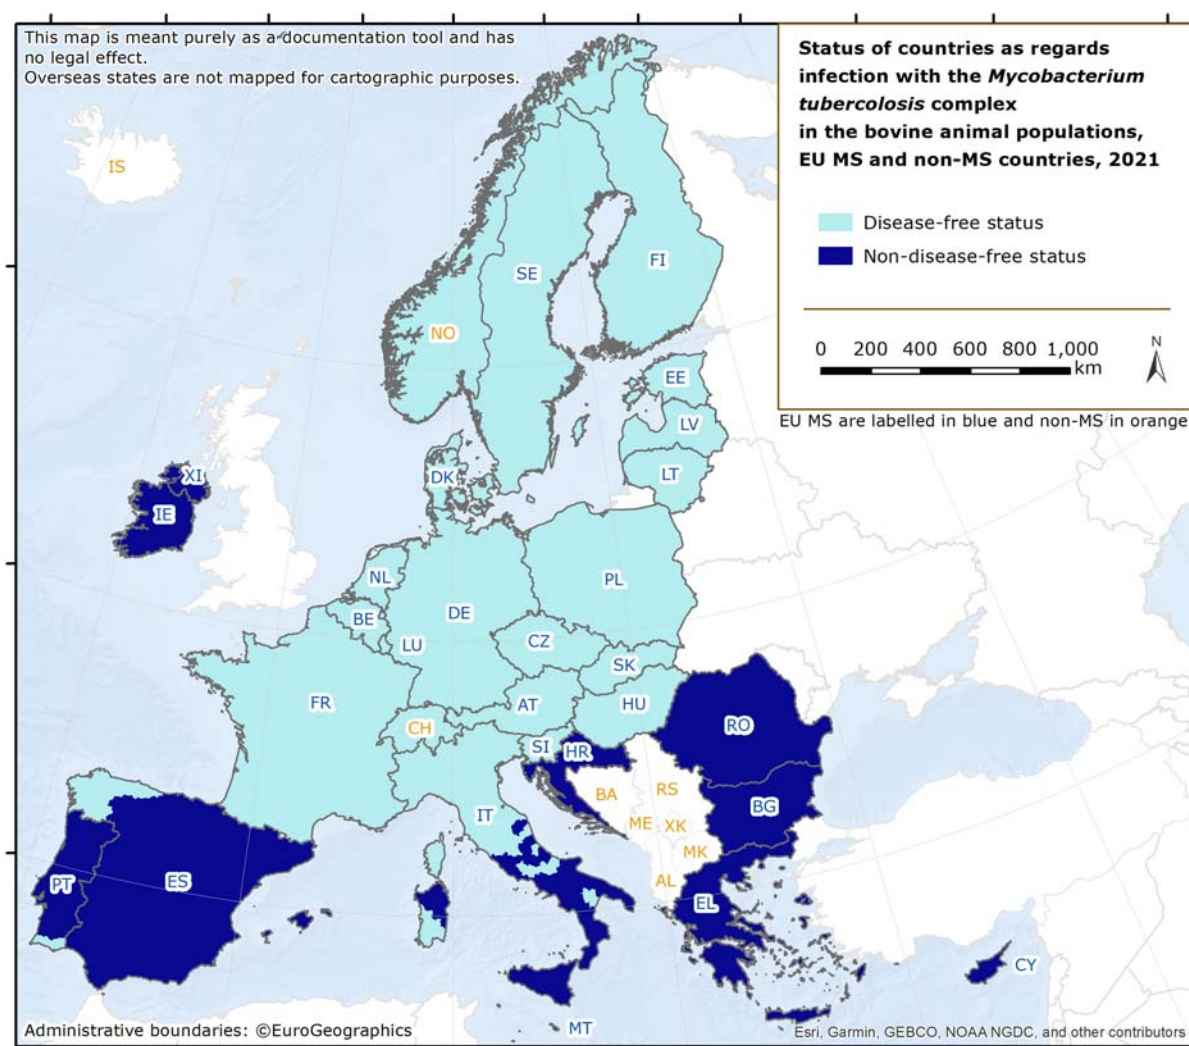 This map is meant purely as a documentation tool and has
no legal effect.
Overseas states are not mapped for cartographic purposes.
Status of countries as regards
infection with the Mycobacterium
tubercolosis complex
in the bovine animal populations,
EU MS and non-MS countries, 2021
Disease-free status
Non-disease-free status
0 200 400 600 800 1,000
km
N
EU MS are labelled in blue and non-MS in orange
IS
SE
FI
NO
EE
LV
LT
DK
XI
IE
NL
PL
BE
DE
LU
CZ
SK
FR
AT
HU
CH
SI
HR
RO
IT
BA
RS
BG
ME
XK
MK
PT
ES
AL
EL
CY
MT
Administrative boundaries: ©EuroGeographics
Esri, Garmin, GEBCO, NOAA NGDC, and other contributors